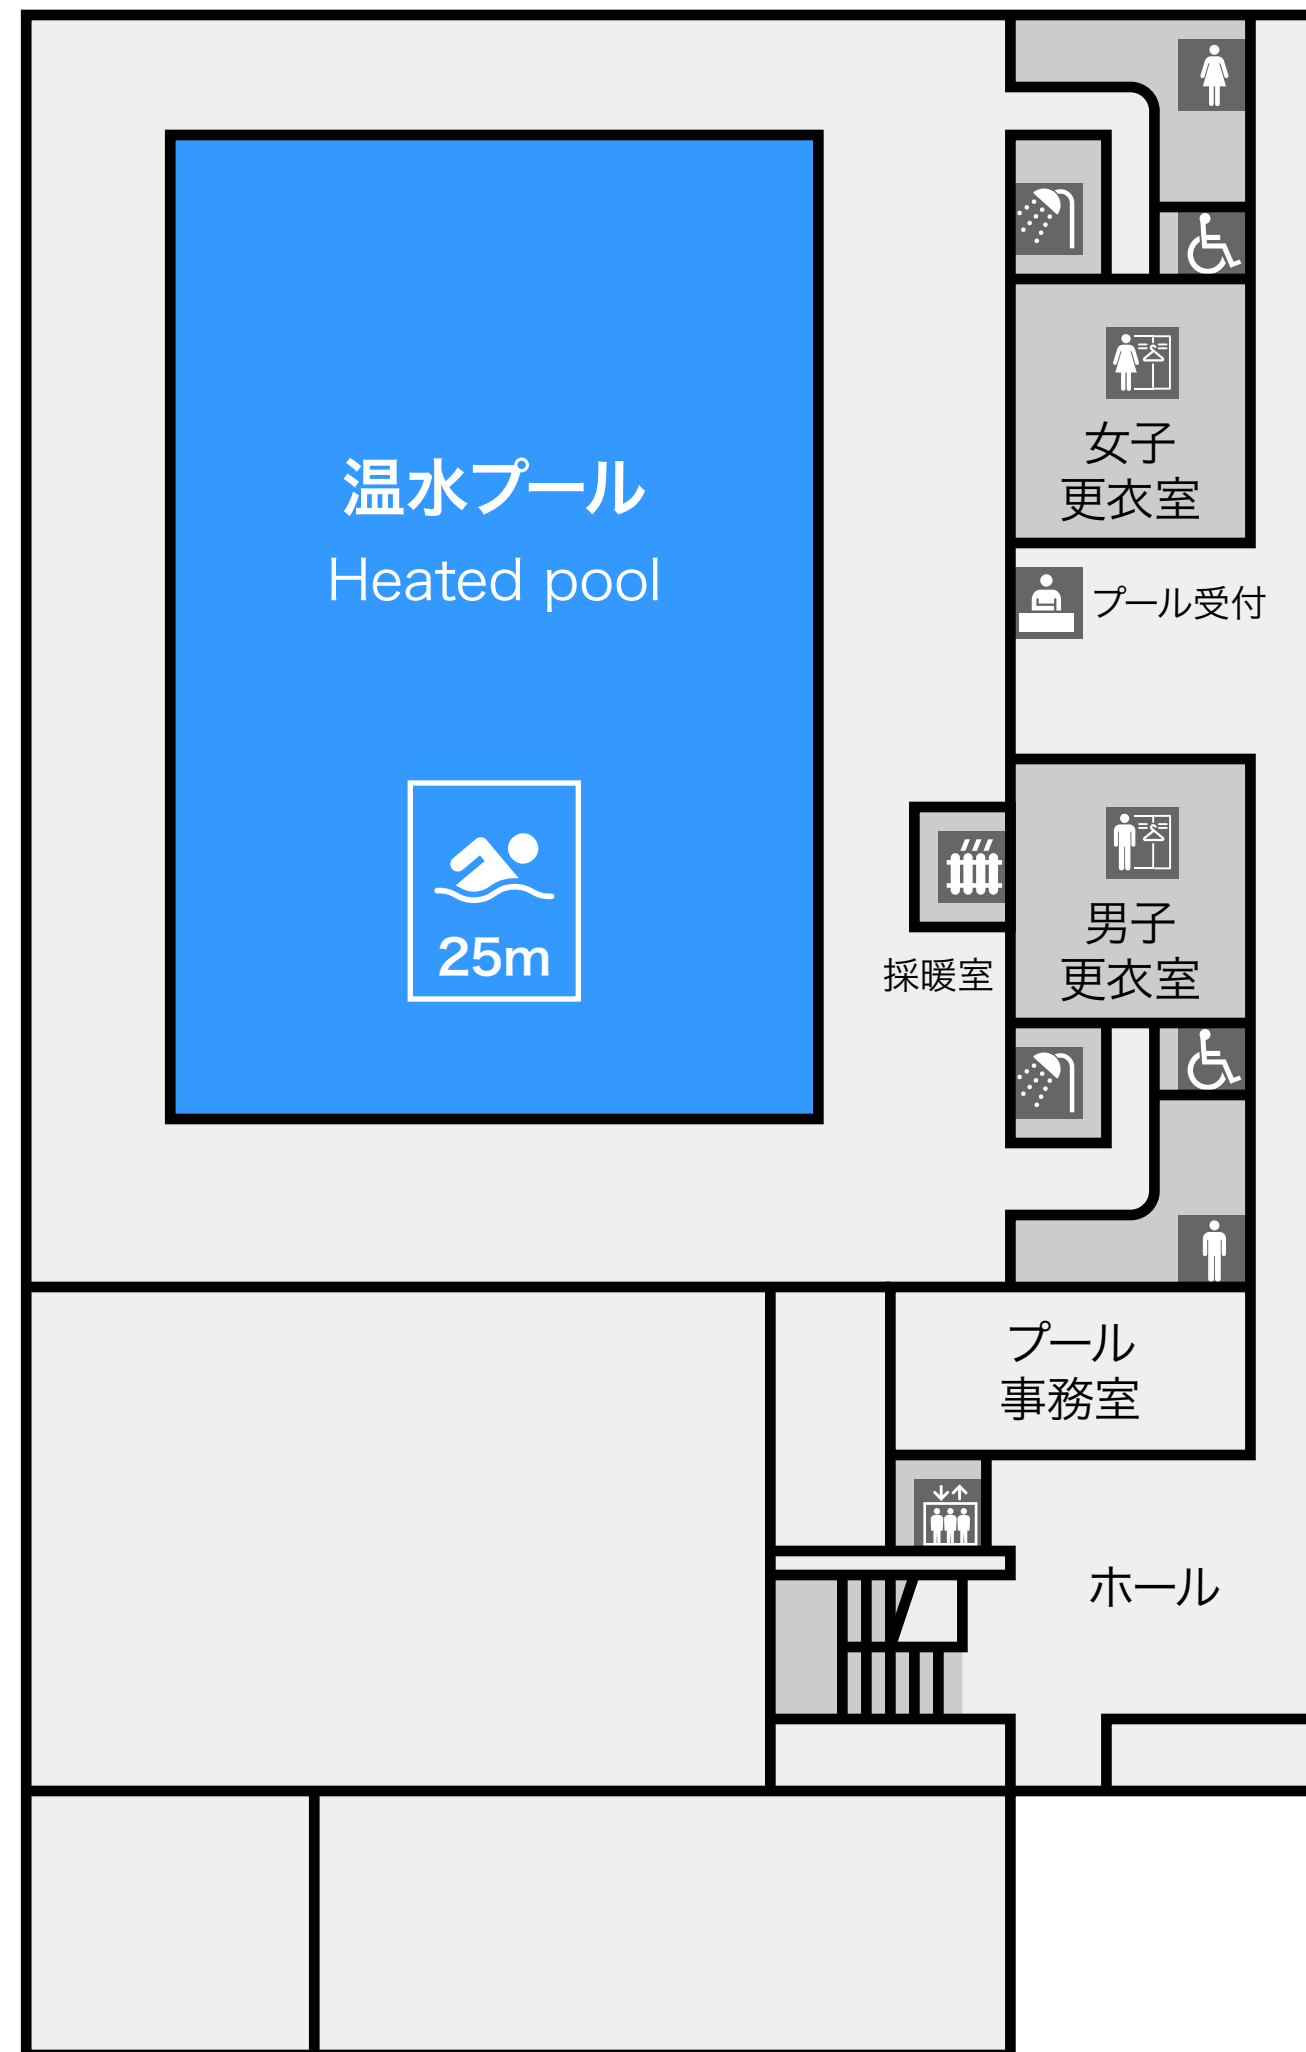 温水プール
Heated pool
25m
女子
更衣室
プール受付
男子
更衣室
採暖室
プール
事務室
ホール